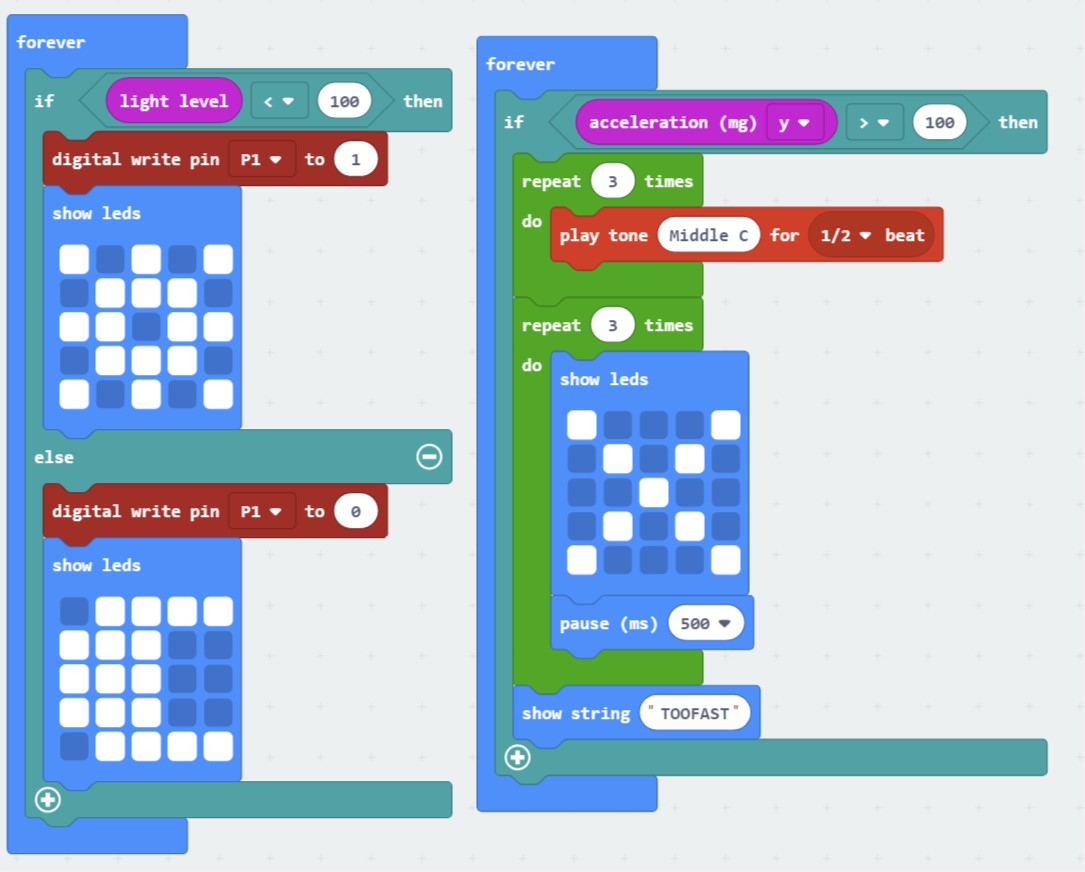 forever
if light level < 100 then
digital write pin P1 to 1
show leds
else
digital write pin P1 to 0
show leds
forever
if acceleration (mg) y > 100 then
repeat 3 times
do play tone Middle C for 1/2 beat
repeat 3 times
do show leds
pause (ms) 500
show string "TOOFAST"